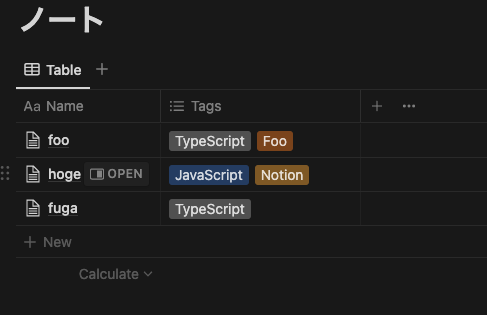 ノート
Table
Aa Name Tags
foo TypeScript Foo
hoge OPEN JavaScript Notion
fuga TypeScript
New
Calculate